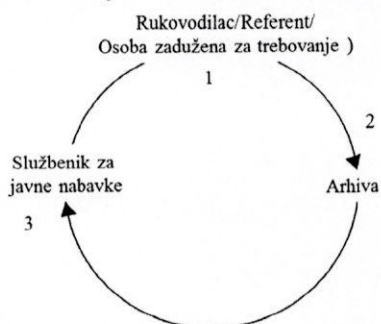 Rukovodilac/Referent/
Osoba zadužena za trebovanje )
1
2
Službenik za
javne nabavke
Arhiva
3